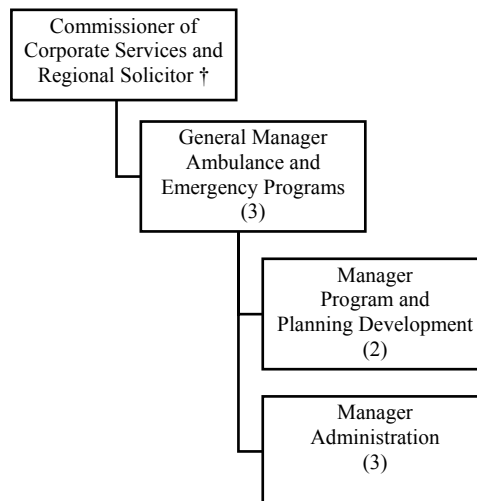 Commissioner of
Corporate Services and
Regional Solicitor †
General Manager
Ambulance and
Emergency Programs
(3)
Manager
Program and
Planning Development
(2)
Manager
Administration
(3)